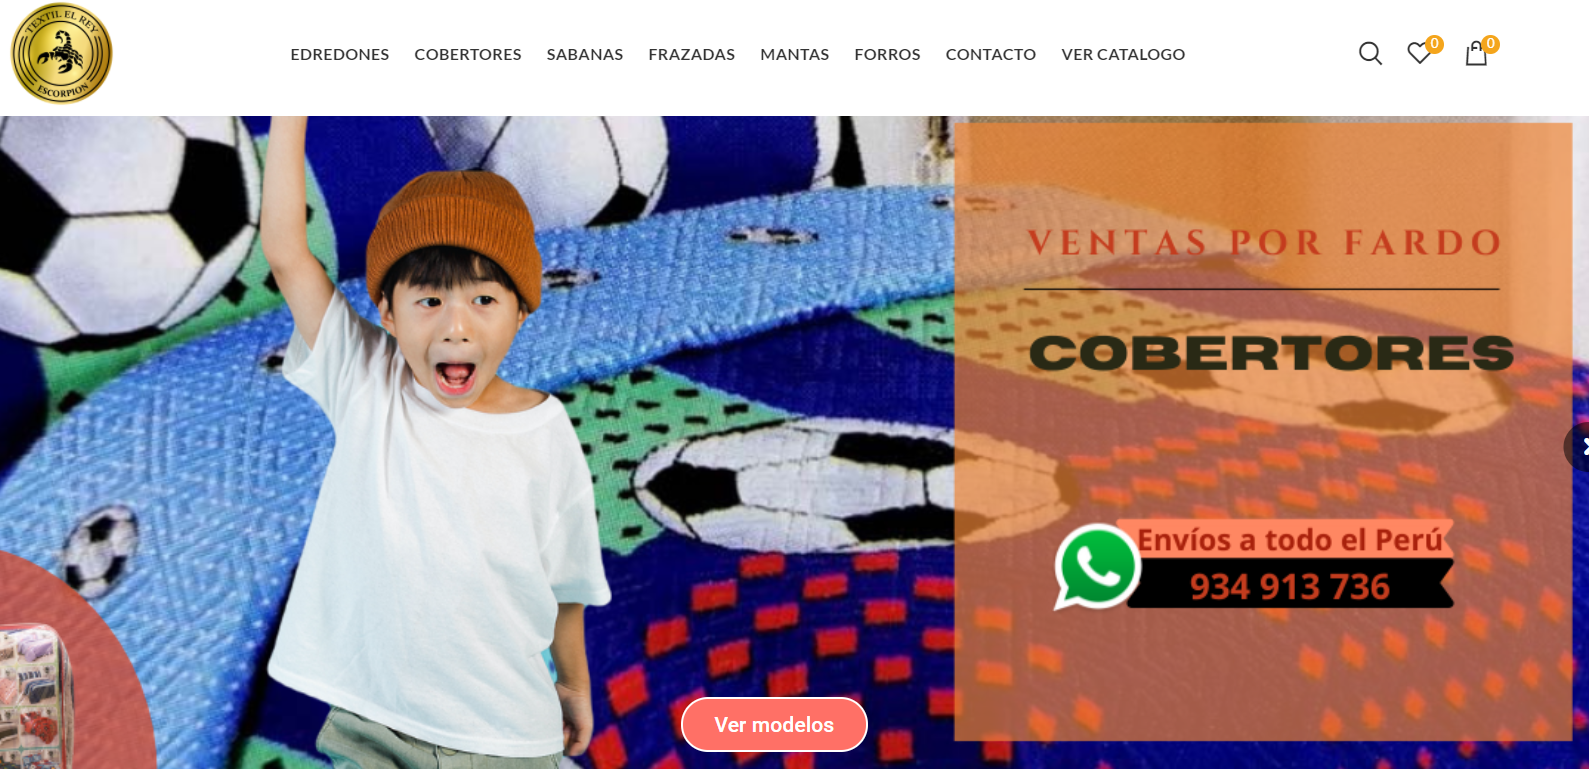 TEXTIL EL REY
ESCORPION
EDREDONES COBERTORES SABANAS FRAZADAS MANTAS FORROS CONTACTO VER CATALOGO
0
0
VENTAS POR FARDO
COBERTORES
Envíos a todo el Perú
934 913 736
Ver modelos